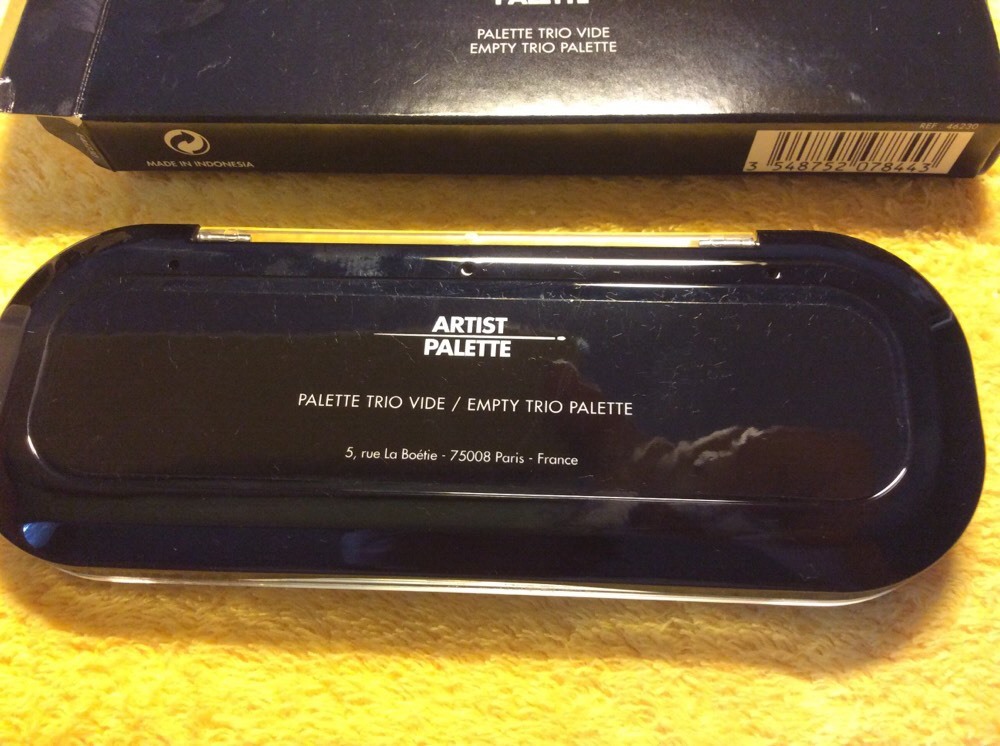 PALETTE TRIO VIDE
EMPTY TRIO PALETTE
MADE IN INDONESIA
REF : 46230
3 548752 078443
ARTIST
PALETTE
PALETTE TRIO VIDE / EMPTY TRIO PALETTE
5, rue La Boétie - 75008 Paris - France